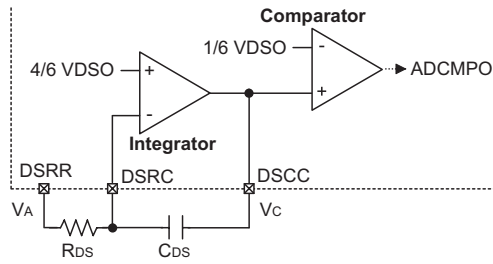 Comparator
1/6 VDSO
-
ADCMPO
4/6 VDSO
+
+
-
Integrator
DSRR
DSRC
DSCC
VA
VC
RDS
CDS